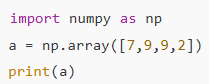 import numpy as np
a = np.array([7,9,9,2])
print(a)